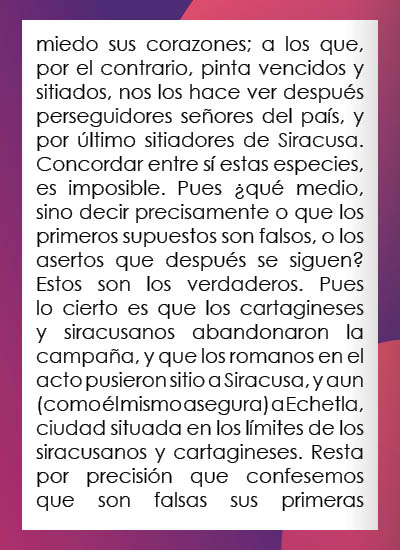 miedo sus corazones; a los que,
por el contrario, pinta vencidos y
sitiados, nos los hace ver después
perseguidores señores del país, y
por último sitiadores de Siracusa.
Concordar entre sí estas especies,
es imposible. Pues ¿qué medio,
sino decir precisamente o que los
primeros supuestos son falsos, o los
asertos que después se siguen?
Estos son los verdaderos. Pues
lo cierto es que los cartagineses
y siracusanos abandonaron la
campaña, y que los romanos en el
acto pusieron sitio a Siracusa, y aun
(como él mismo asegura) a Echetla,
ciudad situada en los límites de los
siracusanos y cartagineses. Resta
por precisión que confesemos
que son falsas sus primeras